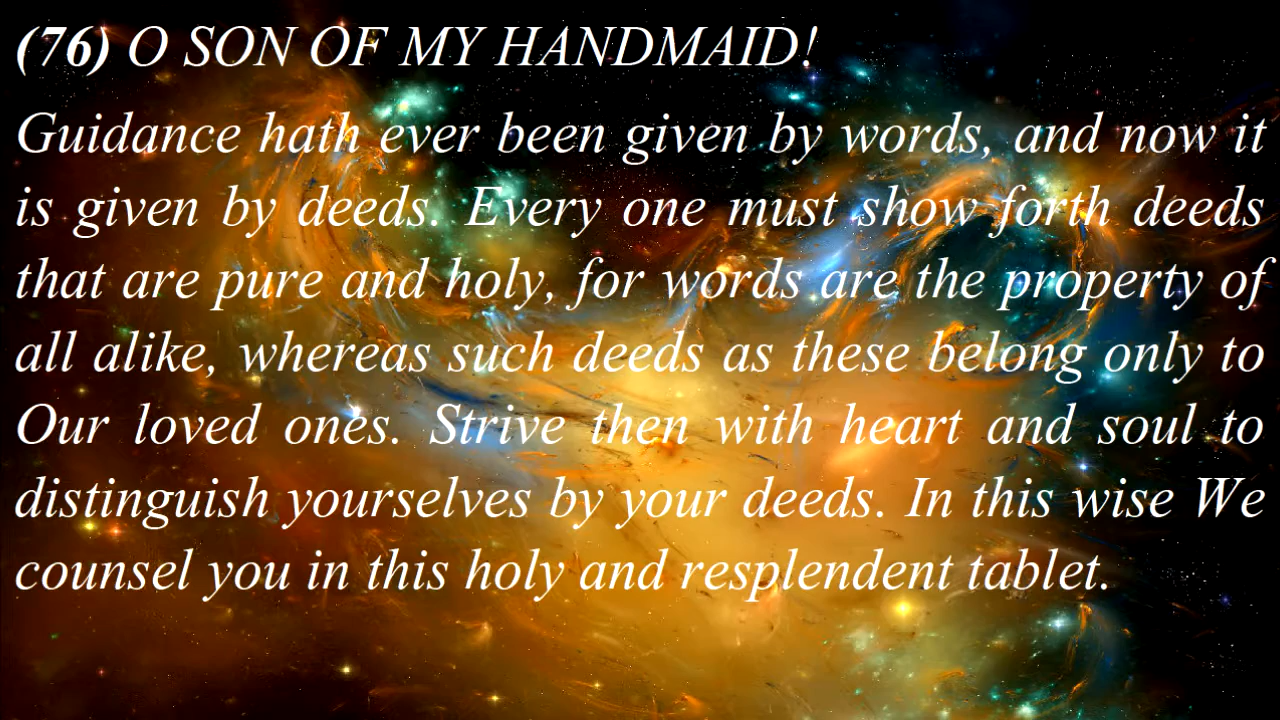 (76) O SON OF MY HANDMAID!
Guidance hath ever been given by words, and now it
is given by deeds. Every one must show forth deeds
that are pure and holy, for words are the property of
all alike, whereas such deeds as these belong only to
Our loved ones. Strive then with heart and soul to
distinguish yourselves by your deeds. In this wise We
counsel you in this holy and resplendent tablet.